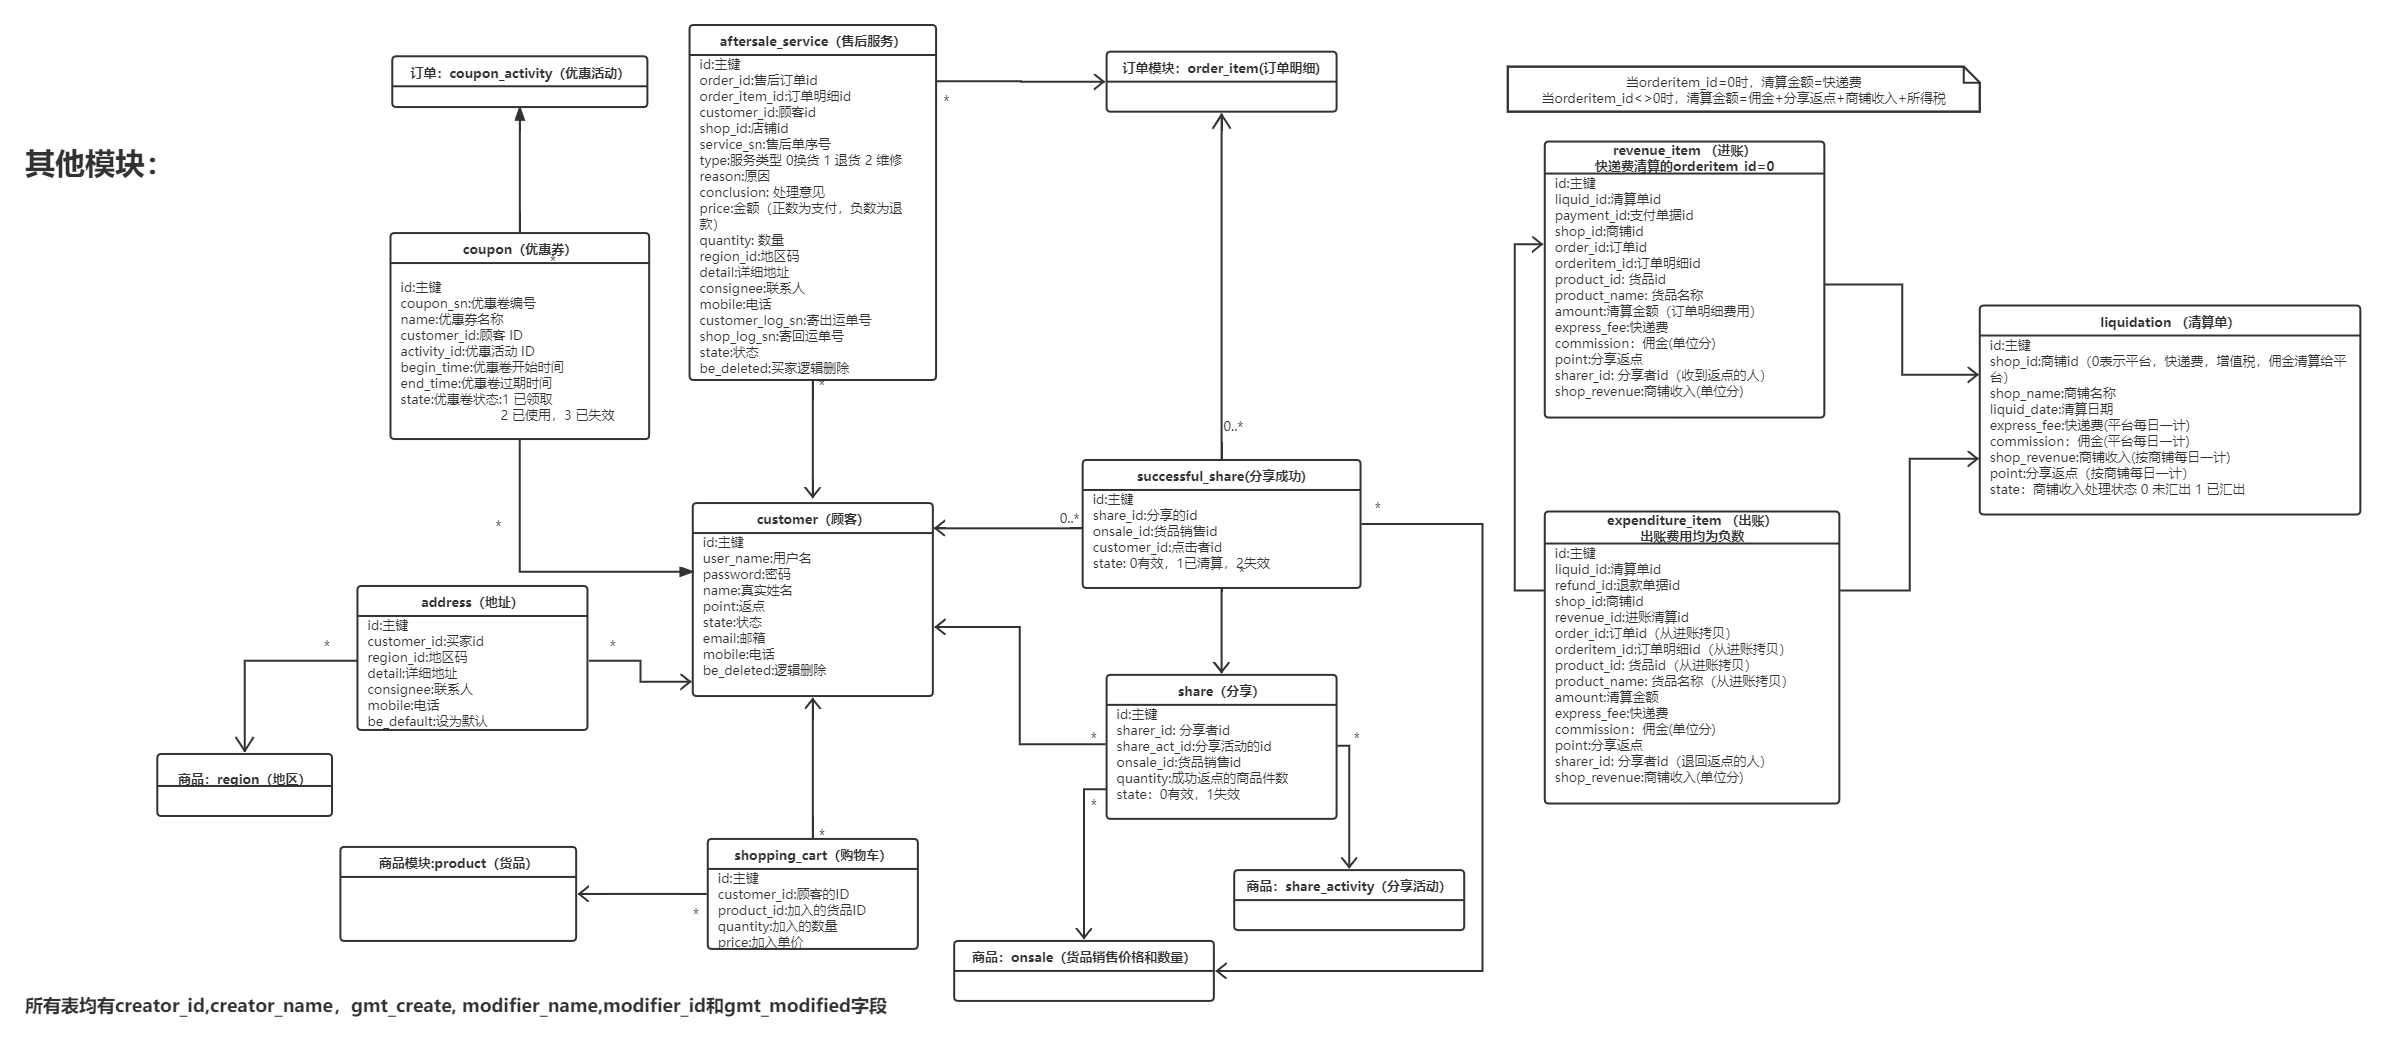 其他模块：
订单：coupon_activity（优惠活动）
coupon（优惠券）
*
id:主键
coupon_sn:优惠卷编号
name:优惠券名称
customer_id:顾客 ID
activity_id:优惠活动 ID
begin_time:优惠卷开始时间
end_time:优惠卷过期时间
state:优惠卷状态:1 已领取
2 已使用，3 已失效
*
aftersale_service（售后服务）
id:主键
order_id:售后订单id
order_item_id:订单明细id
customer_id:顾客id
shop_id:店铺id
service_sn:售后单序号
type:服务类型 0换货 1 退货 2 维修
reason:原因
conclusion: 处理意见
price:金额（正数为支付，负数为退
款）
quantity: 数量
region_id:地区码
detail:详细地址
consignee:联系人
mobile:电话
customer_log_sn:寄出运单号
shop_log_sn:寄回运单号
state:状态
be_deleted:买家逻辑删除
*
*
订单模块：order_item(订单明细)
0..*
successful_share(分享成功)
id:主键
share_id:分享的id
onsale_id:货品销售id
customer_id:点击者id
state: 0有效，1已清算，2失效
*
0..*
*
customer（顾客）
id:主键
user_name:用户名
password:密码
name:真实姓名
point:返点
state:状态
email:邮箱
mobile:电话
be_deleted:逻辑删除
address（地址）
id:主键
customer_id:买家id
region_id:地区码
detail:详细地址
consignee:联系人
mobile:电话
be_default:设为默认
*
*
商品：region（地区）
share（分享）
id:主键
sharer_id: 分享者id
share_act_id:分享活动的id
onsale_id:货品销售id
quantity:成功返点的商品件数
state：0有效，1失效
*
*
*
商品模块:product（货品）
*
shopping_cart（购物车）
id:主键
customer_id:顾客的ID
product_id:加入的货品ID
quantity:加入的数量
price:加入单价
*
商品：share_activity（分享活动）
商品：onsale（货品销售价格和数量）
当orderitem_id=0时，清算金额=快递费
当orderitem_id<>0时，清算金额=佣金+分享返点+商铺收入+所得税
revenue_item （进账）
快递费清算的orderitem_id=0
id:主键
liquid_id:清算单id
payment_id:支付单据id
shop_id:商铺id
order_id:订单id
orderitem_id:订单明细id
product_id: 货品id
product_name: 货品名称
amount:清算金额（订单明细费用）
express_fee:快递费
commission：佣金(单位分)
point:分享返点
sharer_id: 分享者id（收到返点的人）
shop_revenue:商铺收入(单位分)
liquidation （清算单）
id:主键
shop_id:商铺id（0表示平台，快递费，增值税，佣金清算给平
台）
shop_name:商铺名称
liquid_date:清算日期
express_fee:快递费(平台每日一计)
commission：佣金(平台每日一计)
shop_revenue:商铺收入(按商铺每日一计)
point:分享返点（按商铺每日一计）
state：商铺收入处理状态 0 未汇出 1 已汇出
expenditure_item （出账）
出账费用均为负数
id:主键
liquid_id:清算单id
refund_id:退款单据id
shop_id:商铺id
revenue_id:进账清算id
order_id:订单id（从进账拷贝）
orderitem_id:订单明细id（从进账拷贝）
product_id: 货品id（从进账拷贝）
product_name: 货品名称（从进账拷贝）
amount:清算金额
express_fee:快递费
commission：佣金(单位分)
point:分享返点
sharer_id: 分享者id（退回返点的人）
shop_revenue:商铺收入(单位分)
所有表均有creator_id,creator_name，gmt_create, modifier_name,modifier_id和gmt_modified字段